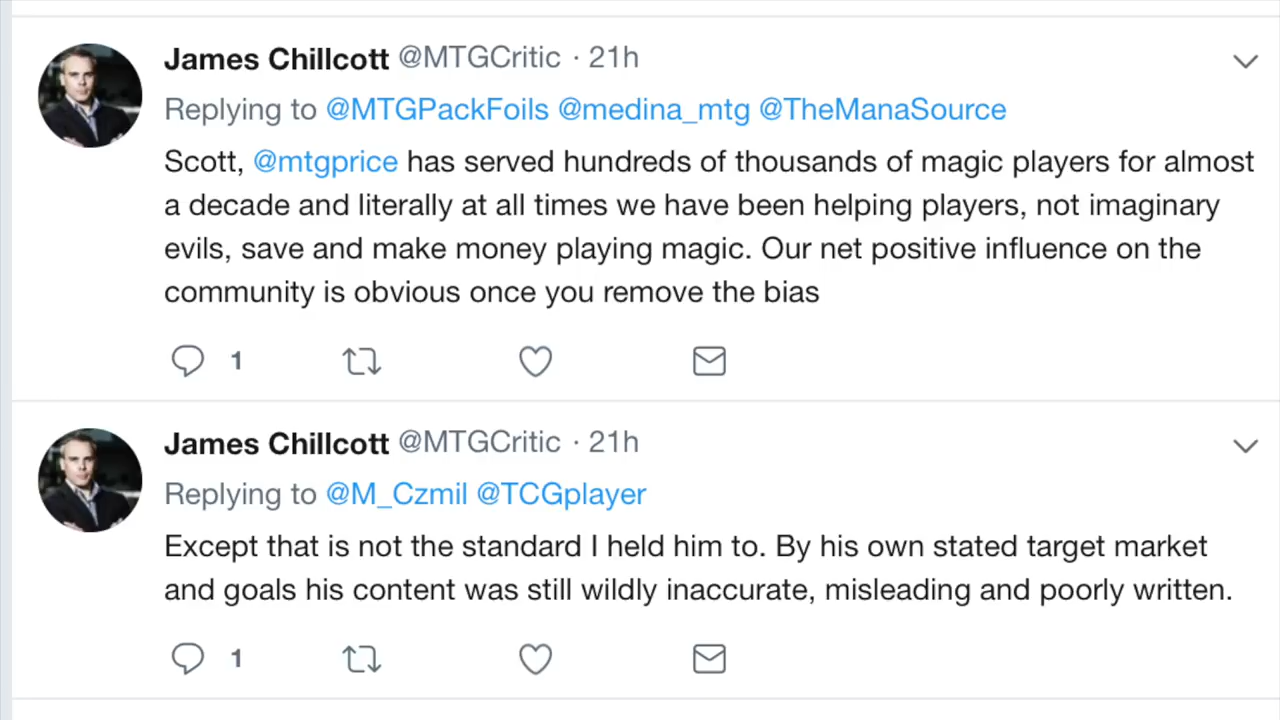 James Chillcott @MTGCritic · 21h
Replying to @MTGPackFoils @medina_mtg @TheManaSource
Scott, @mtgprice has served hundreds of thousands of magic players for almost
a decade and literally at all times we have been helping players, not imaginary
evils, save and make money playing magic. Our net positive influence on the
community is obvious once you remove the bias
1
James Chillcott @MTGCritic · 21h
Replying to @M_Czmil @TCGplayer
Except that is not the standard I held him to. By his own stated target market
and goals his content was still wildly inaccurate, misleading and poorly written.
1